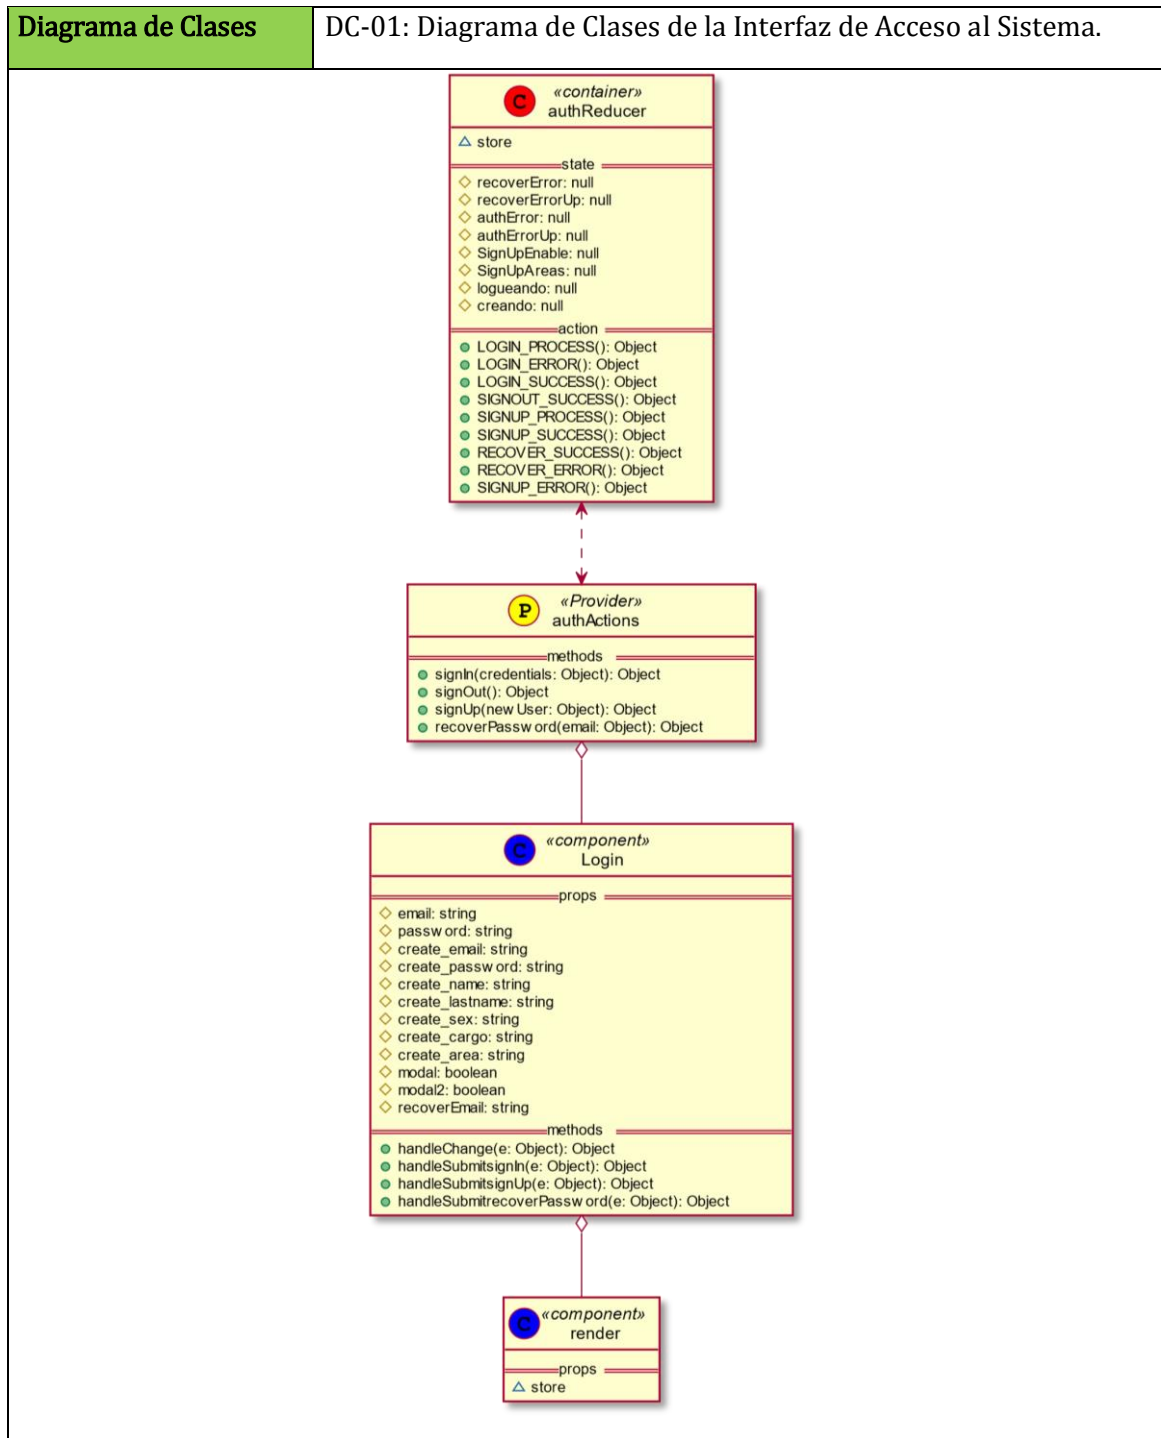 Diagrama de Clases
DC-01: Diagrama de Clases de la Interfaz de Acceso al Sistema.
C
«container»
authReducer
store
state
recoverError: null
recoverErrorUp: null
authError: null
authErrorUp: null
SignUpEnable: null
SignUpAreas: null
logueando: null
creando: null
action
LOGIN_PROCESS(): Object
LOGIN_ERROR(): Object
LOGIN_SUCCESS(): Object
SIGNOUT_SUCCESS(): Object
SIGNUP_PROCESS(): Object
SIGNUP_SUCCESS(): Object
RECOVER_SUCCESS(): Object
RECOVER_ERROR(): Object
SIGNUP_ERROR(): Object
P
«Provider»
authActions
methods
signIn(credentials: Object): Object
signOut(): Object
signUp(newUser: Object): Object
recoverPassword(email: Object): Object
C
«component»
Login
props
email: string
password: string
create_email: string
create_password: string
create_name: string
create_lastname: string
create_sex: string
create_cargo: string
create_area: string
modal: boolean
modal2: boolean
recoverEmail: string
methods
handleChange(e: Object): Object
handleSubmitsignIn(e: Object): Object
handleSubmitsignUp(e: Object): Object
handleSubmitrecoverPassword(e: Object): Object
C
«component»
render
props
store